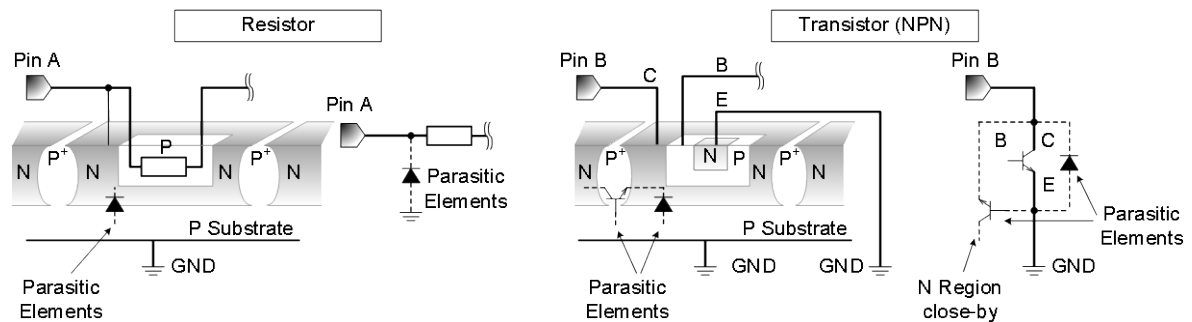 Resistor
Pin A
Pin A
P
N
P+
N
N
P+
N
Parasitic
Elements
P Substrate
GND
Parasitic
Elements
Transistor (NPN)
Pin B
C
B
E
N
P+
N
N
P
N
P+
N
P Substrate
GND
GND
Parasitic
Elements
Pin B
B
C
E
Parasitic
Elements
GND
N Region
close-by